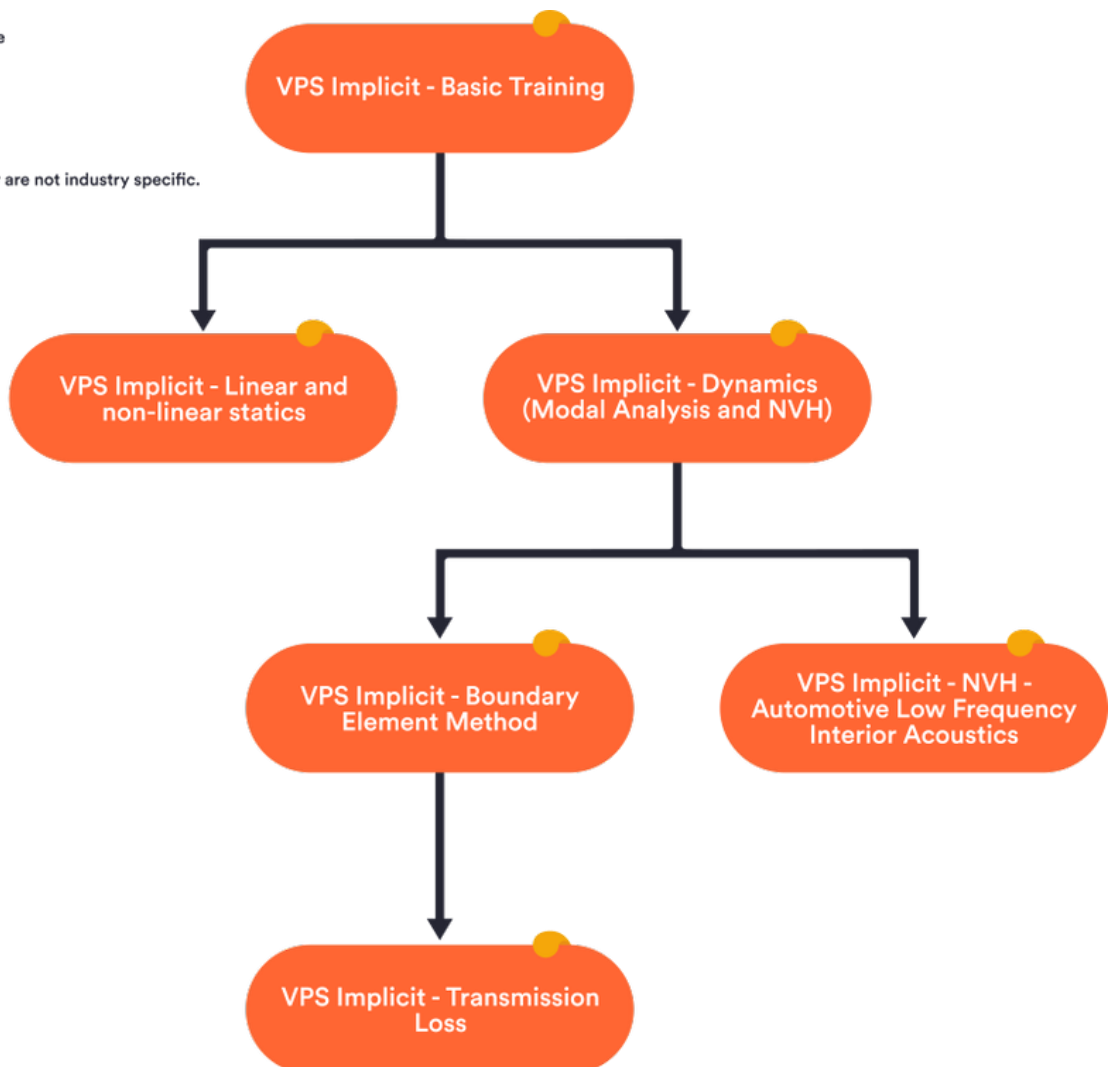 VPS Implicit - Basic Training
are not industry specific.
VPS Implicit - Linear and
non-linear statics
VPS Implicit - Dynamics
(Modal Analysis and NVH)
VPS Implicit - Boundary
Element Method
VPS Implicit - NVH -
Automotive Low Frequency
Interior Acoustics
VPS Implicit - Transmission
Loss